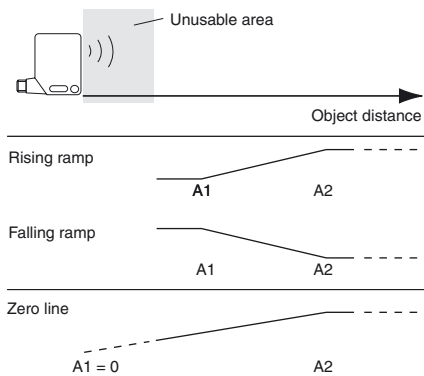 Unusable area
Object distance
Rising ramp
A1 A2
Falling ramp
A1 A2
Zero line
A1 = 0 A2